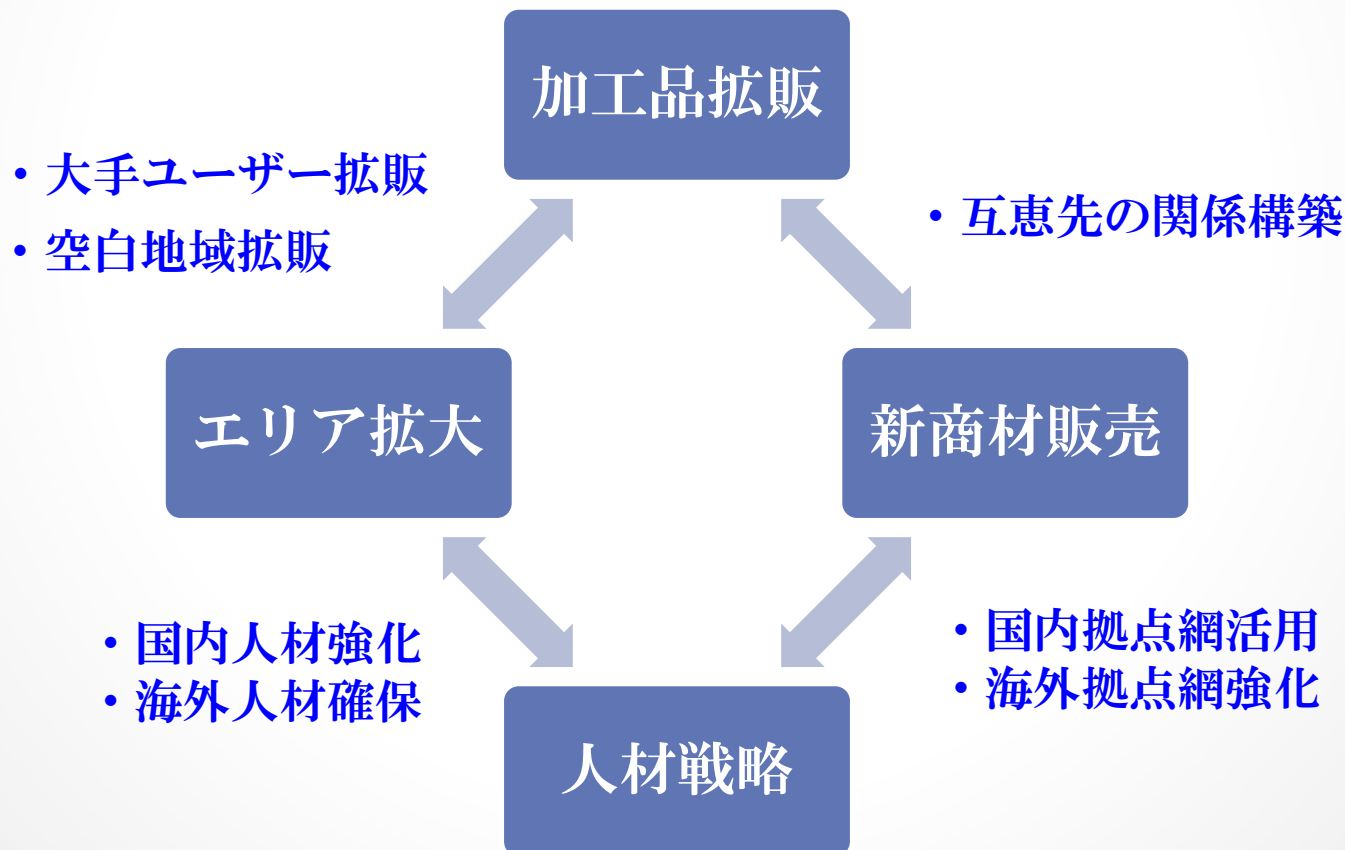 加工品拡販
・大手ユーザー拡販
・空白地域拡販
・互恵先の関係構築
エリア拡大
新商材販売
・国内人材強化
・海外人材確保
・国内拠点網活用
・海外拠点網強化
人材戦略